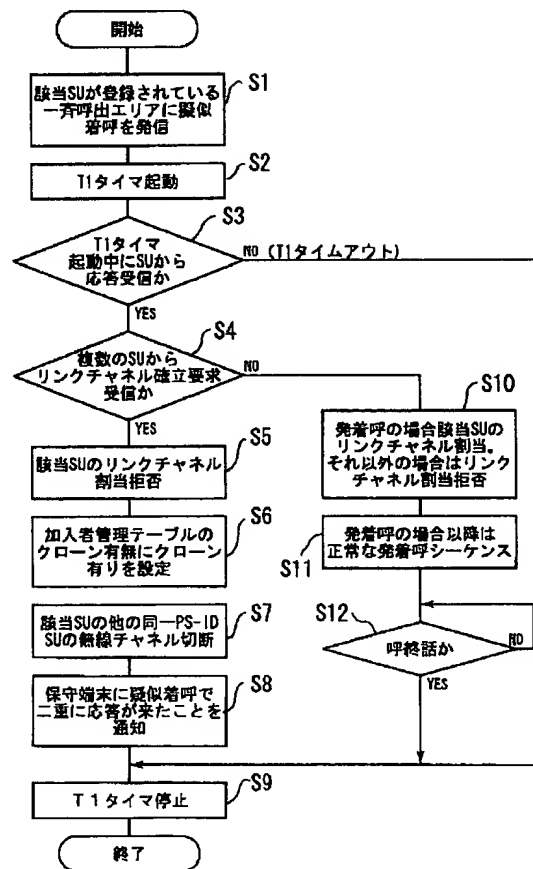 開始
S1
該当SUが登録されている
一斉呼出エリアに擬似
着呼を発信
S2
T1タイマ起動
S3
T1タイマ
起動中にSUから
応答受信か
NO (T1タイムアウト)
YES
S4
複数のSUから
リンクチャネル確立要求
受信か
NO
YES
S5
該当SUのリンクチャネル
割当拒否
S10
発着呼の場合該当SUの
リンクチャネル割当。
それ以外の場合はリンク
チャネル割当拒否
S6
加入者管理テーブルの
クローン有無にクローン
有りを設定
発着呼の場合以降は
正常な発着呼シーケンス
S11
S7
該当SUの他の同一PS-ID
SUの無線チャネル切断
S12
呼終話か
NO
YES
S8
保守端末に疑似着呼で
二重に応答が来たことを
通知
S9
T1タイマ停止
終了